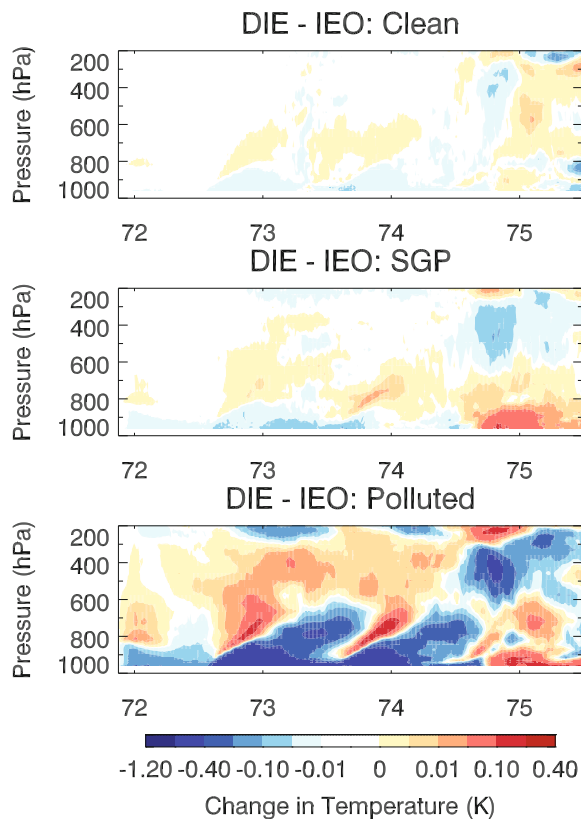 DIE - IEO: Clean
Pressure (hPa)
200
400
600
800
1000
72 73 74 75
DIE - IEO: SGP
Pressure (hPa)
200
400
600
800
1000
72 73 74 75
DIE - IEO: Polluted
Pressure (hPa)
200
400
600
800
1000
72 73 74 75
-1.20 -0.40 -0.10 -0.01 0 0.01 0.10 0.40
Change in Temperature (K)